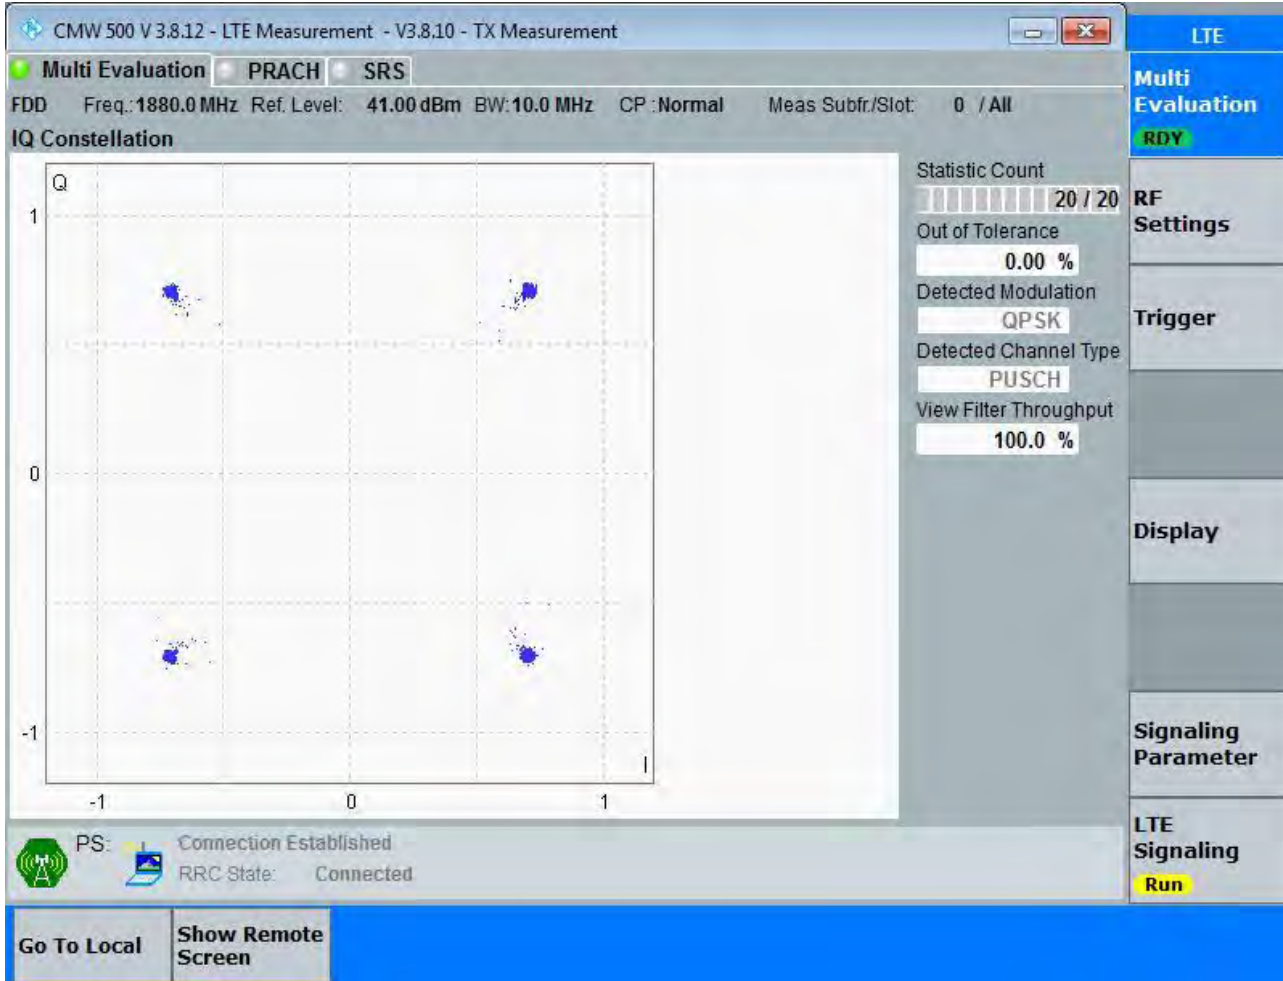 CMW 500 V 3.8.12 - LTE Measurement - V3.8.10 - TX Measurement
LTE
Multi Evaluation PRACH SRS
FDD Freq.:1880.0 MHz Ref. Level: 41.00 dBm BW:10.0 MHz CP :Normal Meas Subfr./Slot: 0 / All
IQ Constellation
Multi
Evaluation
RDY
Q
1
0
-1
-1 0 1
I
Statistic Count
20 / 20
Out of Tolerance
0.00 %
Detected Modulation
QPSK
Detected Channel Type
PUSCH
View Filter Throughput
100.0 %
RF
Settings
Trigger
Display
Signaling
Parameter
LTE
Signaling
Run
PS: Connection Established
RRC State: Connected
Go To Local
Show Remote
Screen